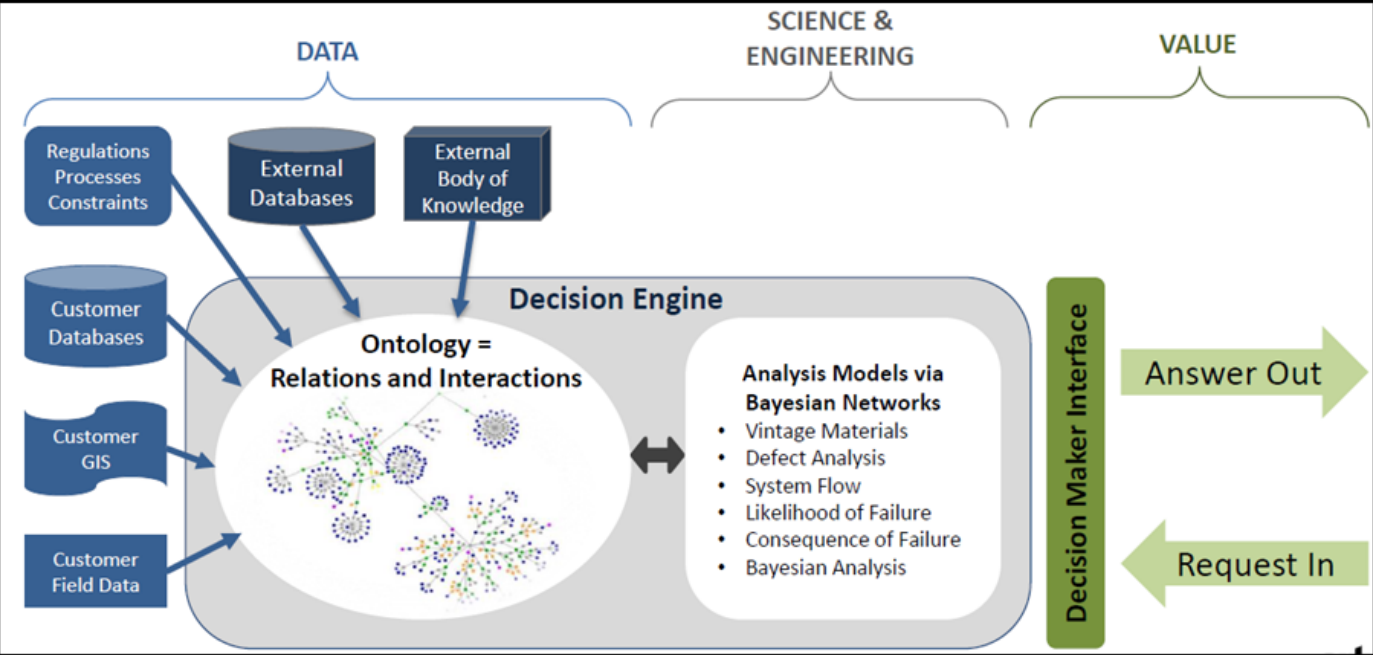 DATA
SCIENCE &
ENGINEERING
VALUE
Regulations
Processes
Constraints
External
Databases
External
Body of
Knowledge
Customer
Databases
Customer
GIS
Customer
Field Data
Decision Engine
Ontology =
Relations and Interactions
Analysis Models via
Bayesian Networks
• Vintage Materials
• Defect Analysis
• System Flow
• Likelihood of Failure
• Consequence of Failure
• Bayesian Analysis
Decision Maker Interface
Answer Out
Request In